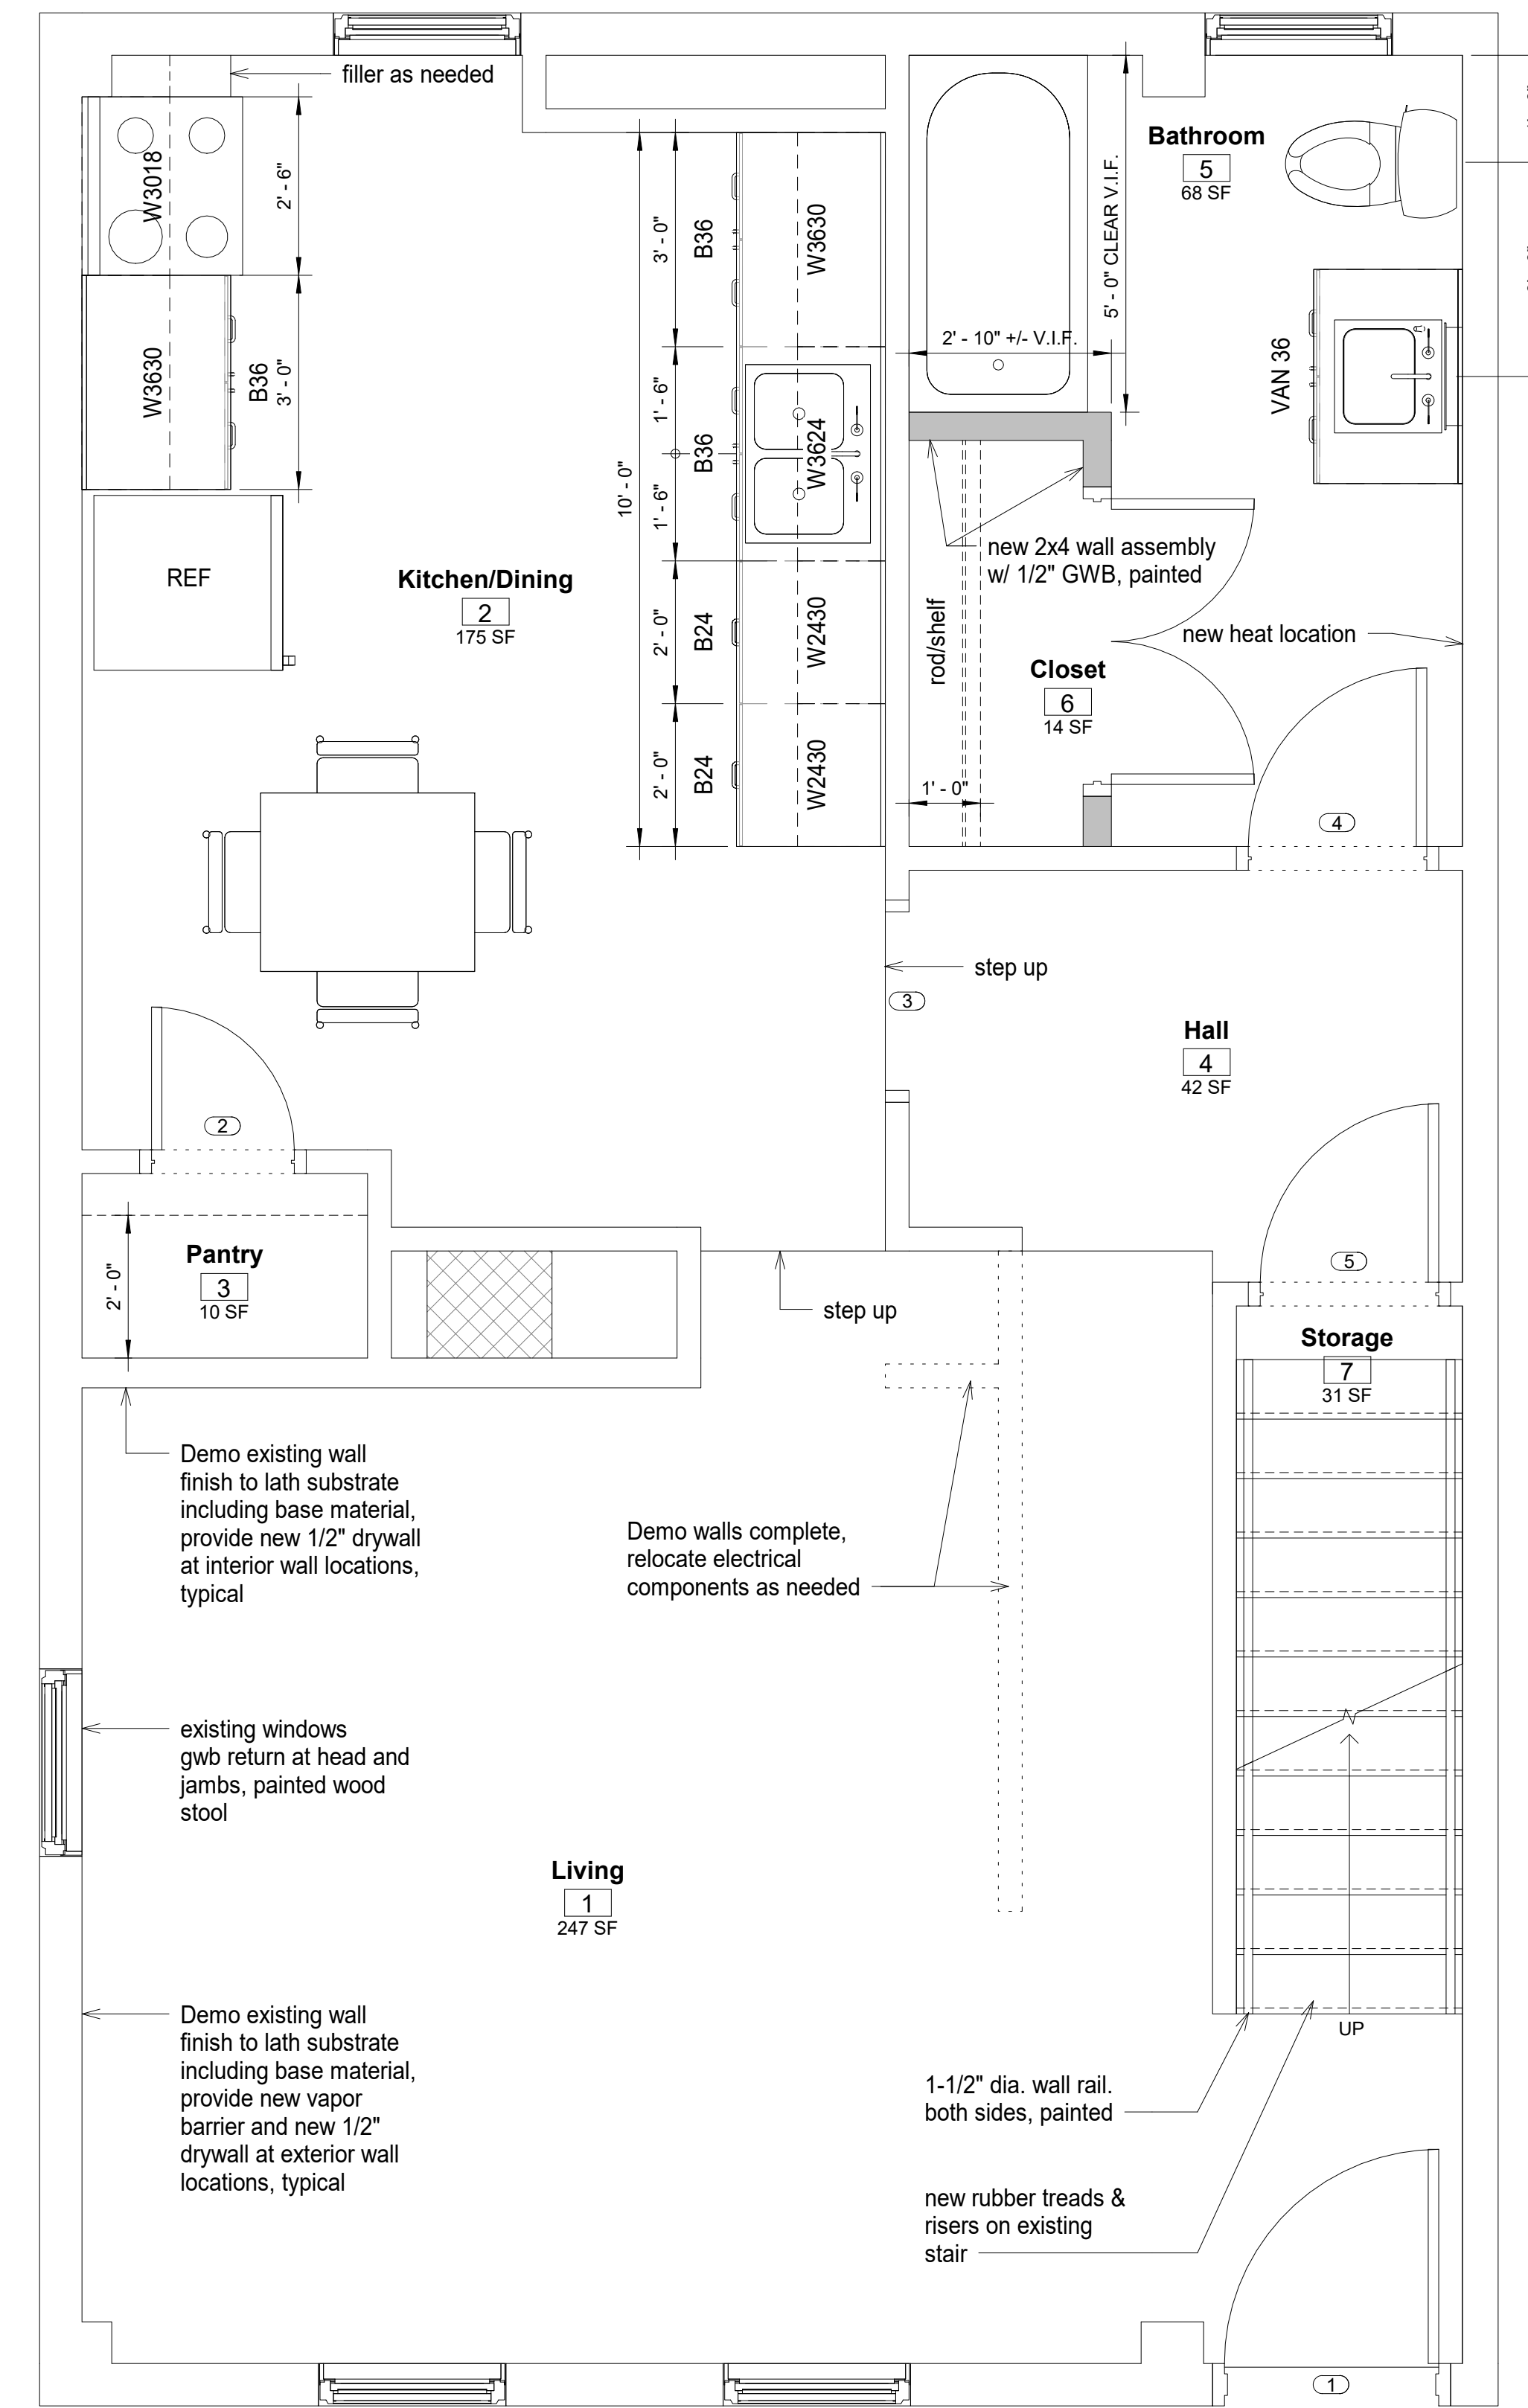 filler as needed
W3018
2' - 6"
W3630
B36
3' - 0"
REF
Kitchen/Dining
2
175 SF
10' - 0"
3' - 0"
B36
W3630
1' - 6"
B36
1' - 6"
W3624
2' - 0"
B24
W2430
2' - 0"
B24
W2430
Bathroom
5
68 SF
5' - 0" CLEAR V.I.F.
2' - 10" +/- V.I.F.
VAN 36
new 2x4 wall assembly
w/ 1/2" GWB, painted
rod/shelf
new heat location
Closet
6
14 SF
1' - 0"
4
step up
3
Hall
4
42 SF
2
Pantry
3
10 SF
2' - 0"
step up
5
Storage
7
31 SF
Demo existing wall
finish to lath substrate
including base material,
provide new 1/2" drywall
at interior wall locations,
typical
Demo walls complete,
relocate electrical
components as needed
existing windows
gwb return at head and
jambs, painted wood
stool
Living
1
247 SF
Demo existing wall
finish to lath substrate
including base material,
provide new vapor
barrier and new 1/2"
drywall at exterior wall
locations, typical
UP
1-1/2" dia. wall rail.
both sides, painted
new rubber treads &
risers on existing
stair
1